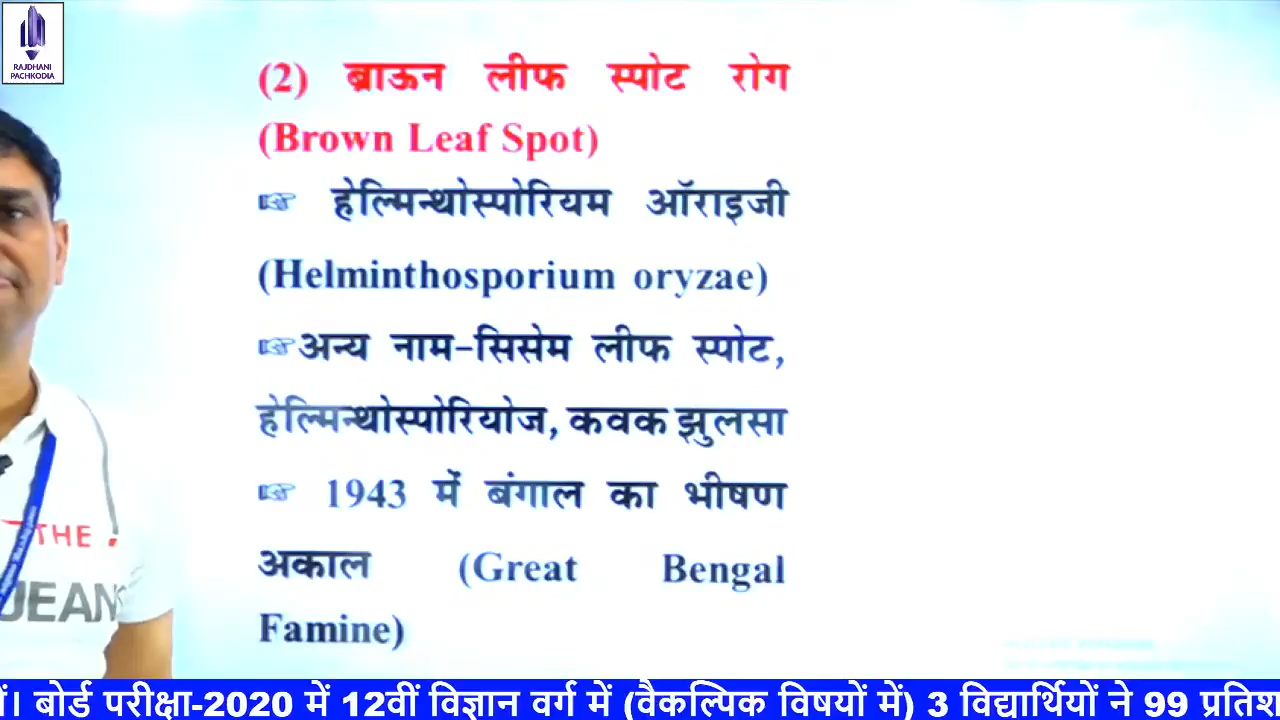 RAJDHANI
PACHKODIA
(2) ब्राऊन लीफ स्पोट रोग
(Brown Leaf Spot)
☞ हेल्मिन्थोस्पोरियम ऑराइजी
(Helminthosporium oryzae)
☞अन्य नाम-सिसेम लीफ स्पोट,
हेल्मिन्थोस्पोरियोज, कवक झुलसा
☞ 1943 में बंगाल का भीषण
अकाल (Great Bengal
Famine)
THE
JEANS
में। बोर्ड परीक्षा-2020 में 12वीं विज्ञान वर्ग में (वैकल्पिक विषयों में) 3 विद्यार्थियों ने 99 प्रतिश